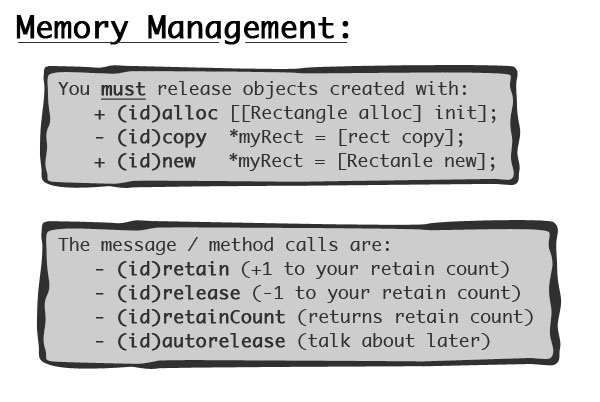 Memory Management:
You must release objects created with:
+ (id)alloc [[Rectangle alloc] init];
- (id)copy *myRect = [rect copy];
+ (id)new *myRect = [Rectanle new];
The message / method calls are:
- (id)retain (+1 to your retain count)
- (id)release (-1 to your retain count)
- (id)retainCount (returns retain count)
- (id)autorelease (talk about later)